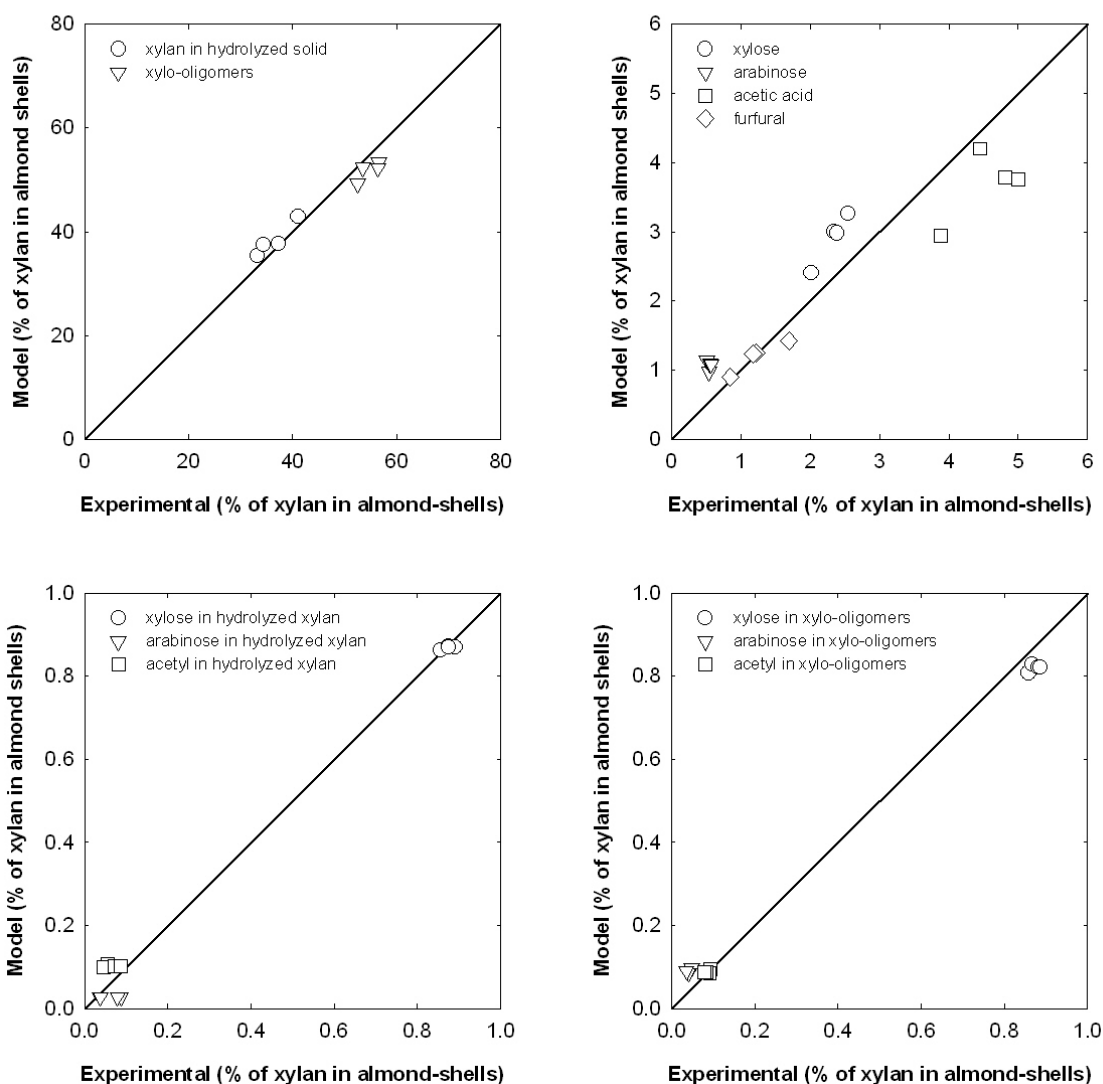 80
60
40
20
0
0 20 40 60 80
xylan in hydrolyzed solid
xylo-oligomers
Model (% of xylan in almond shells)
Experimental (% of xylan in almond-shells)
6
5
4
3
2
1
0
0 1 2 3 4 5 6
xylose
arabinose
acetic acid
furfural
Model (% of xylan in almond shells)
Experimental (% of xylan in almond-shells)
1.0
0.8
0.6
0.4
0.2
0.0
0.0 0.2 0.4 0.6 0.8 1.0
xylose in hydrolyzed xylan
arabinose in hydrolyzed xylan
acetyl in hydrolyzed xylan
Model (% of xylan in almond shells)
Experimental (% of xylan in almond-shells)
1.0
0.8
0.6
0.4
0.2
0.0
0.0 0.2 0.4 0.6 0.8 1.0
xylose in xylo-oligomers
arabinose in xylo-oligomers
acetyl in xylo-oligomers
Model (% of xylan in almond shells)
Experimental (% of xylan in almond-shells)